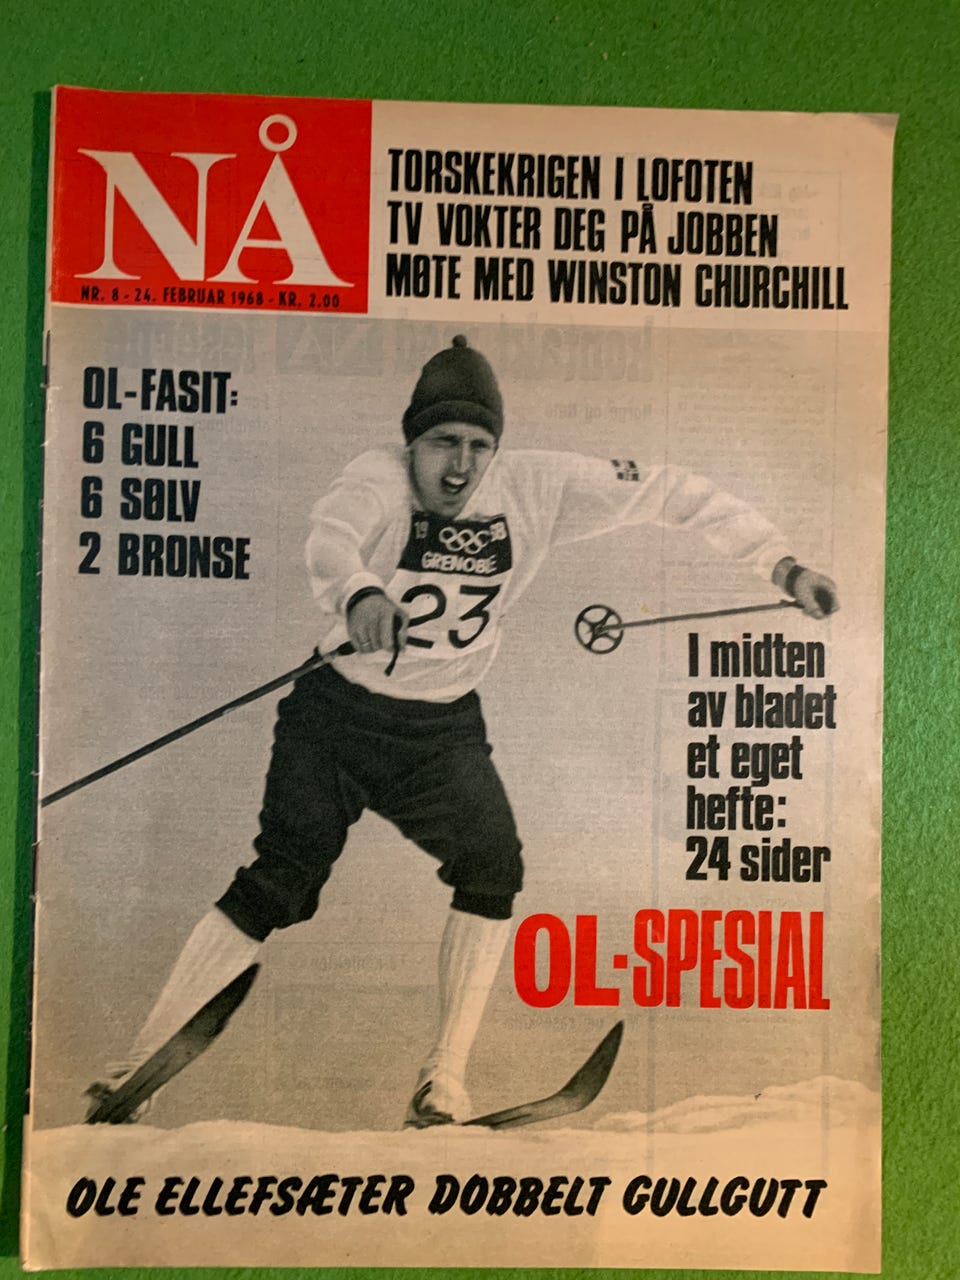 NÅ
NR. 8 - 24. FEBRUAR 1968 - KR. 2.00
TORSKEKRIGEN I LOFOTEN
TV VOKTER DEG PÅ JOBBEN
MØTE MED WINSTON CHURCHILL
OL-FASIT:
6 GULL
6 SØLV
2 BRONSE
19 68
GRENOBLE
23
I midten
av bladet
et eget
hefte:
24 sider
OL-SPESIAL
OLE ELLEFSÆTER DOBBELT GULLGUTT